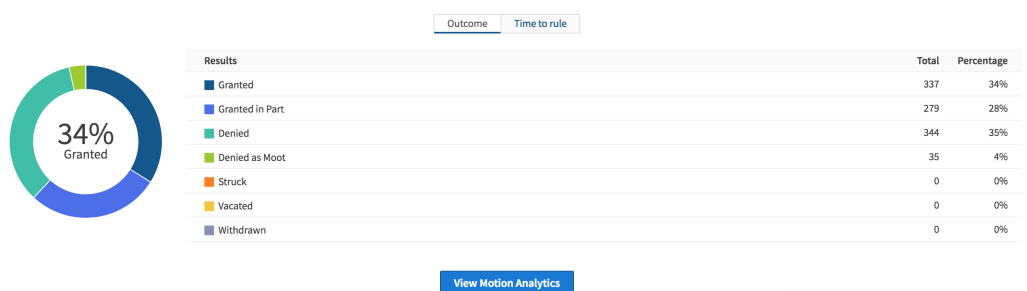 Outcome Time to rule
Results Total Percentage
Granted 337 34%
Granted in Part 279 28%
Denied 344 35%
Denied as Moot 35 4%
Struck 0 0%
Vacated 0 0%
Withdrawn 0 0%
34%
Granted
View Motion Analytics